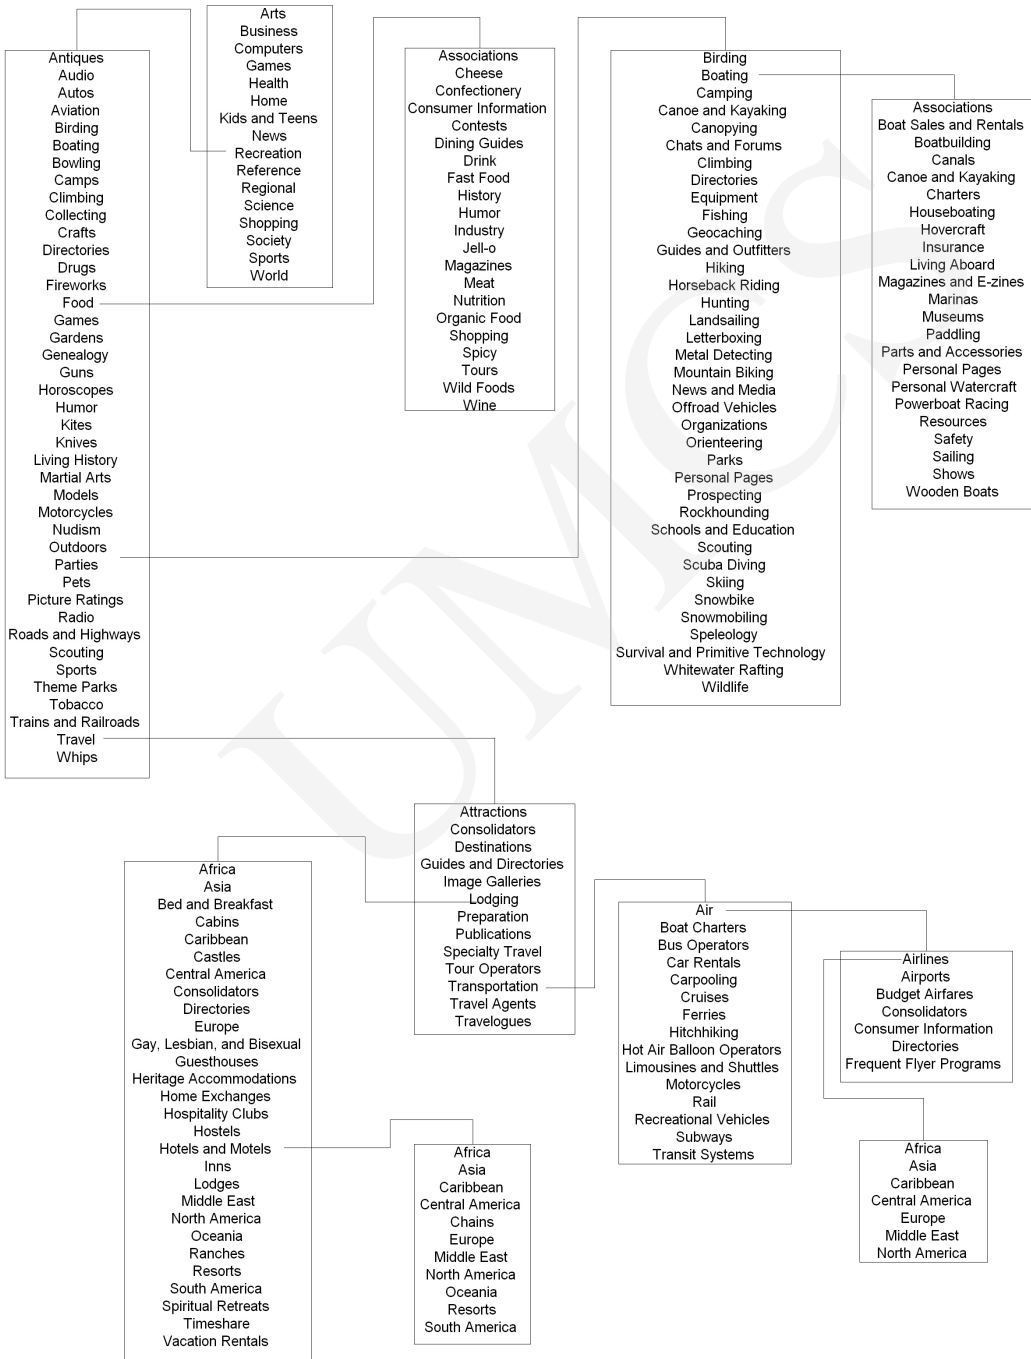 Arts
Business
Computers
Games
Health
Home
Kids and Teens
News
Recreation
Reference
Regional
Science
Shopping
Society
Sports
World
Antiques
Audio
Autos
Aviation
Birding
Boating
Bowling
Camps
Climbing
Collecting
Crafts
Directories
Drugs
Fireworks
Food
Games
Gardens
Genealogy
Guns
Horoscopes
Humor
Kites
Knives
Living History
Martial Arts
Models
Motorcycles
Nudism
Outdoors
Parties
Pets
Picture Ratings
Radio
Roads and Highways
Scouting
Sports
Theme Parks
Tobacco
Trains and Railroads
Travel
Whips
Associations
Cheese
Confectionery
Consumer Information
Contests
Dining Guides
Drink
Fast Food
History
Humor
Industry
Jell-o
Magazines
Meat
Nutrition
Organic Food
Shopping
Spicy
Tours
Wild Foods
Wine
Birding
Boating
Camping
Canoe and Kayaking
Canopying
Chats and Forums
Climbing
Directories
Equipment
Fishing
Geocaching
Guides and Outfitters
Hiking
Horseback Riding
Hunting
Landsailing
Letterboxing
Metal Detecting
Mountain Biking
News and Media
Offroad Vehicles
Organizations
Orienteering
Parks
Personal Pages
Prospecting
Rockhounding
Schools and Education
Scouting
Scuba Diving
Skiing
Snowbike
Snowmobiling
Speleology
Survival and Primitive Technology
Whitewater Rafting
Wildlife
Associations
Boat Sales and Rentals
Boatbuilding
Canals
Canoe and Kayaking
Charters
Houseboating
Hovercraft
Insurance
Living Aboard
Magazines and E-zines
Marinas
Museums
Paddling
Parts and Accessories
Personal Pages
Personal Watercraft
Powerboat Racing
Resources
Safety
Sailing
Shows
Wooden Boats
UMCS
Attractions
Consolidators
Destinations
Guides and Directories
Image Galleries
Lodging
Preparation
Publications
Specialty Travel
Tour Operators
Transportation
Travel Agents
Travelogues
Africa
Asia
Bed and Breakfast
Cabins
Caribbean
Castles
Central America
Consolidators
Directories
Europe
Gay, Lesbian, and Bisexual
Guesthouses
Heritage Accommodations
Home Exchanges
Hospitality Clubs
Hostels
Hotels and Motels
Inns
Lodges
Middle East
North America
Oceania
Ranches
Resorts
South America
Spiritual Retreats
Timeshare
Vacation Rentals
Africa
Asia
Caribbean
Central America
Chains
Europe
Middle East
North America
Oceania
Resorts
South America
Air
Boat Charters
Bus Operators
Car Rentals
Carpooling
Cruises
Ferries
Hitchhiking
Hot Air Balloon Operators
Limousines and Shuttles
Motorcycles
Rail
Recreational Vehicles
Subways
Transit Systems
Airlines
Airports
Budget Airfares
Consolidators
Consumer Information
Directories
Frequent Flyer Programs
Africa
Asia
Caribbean
Central America
Europe
Middle East
North America